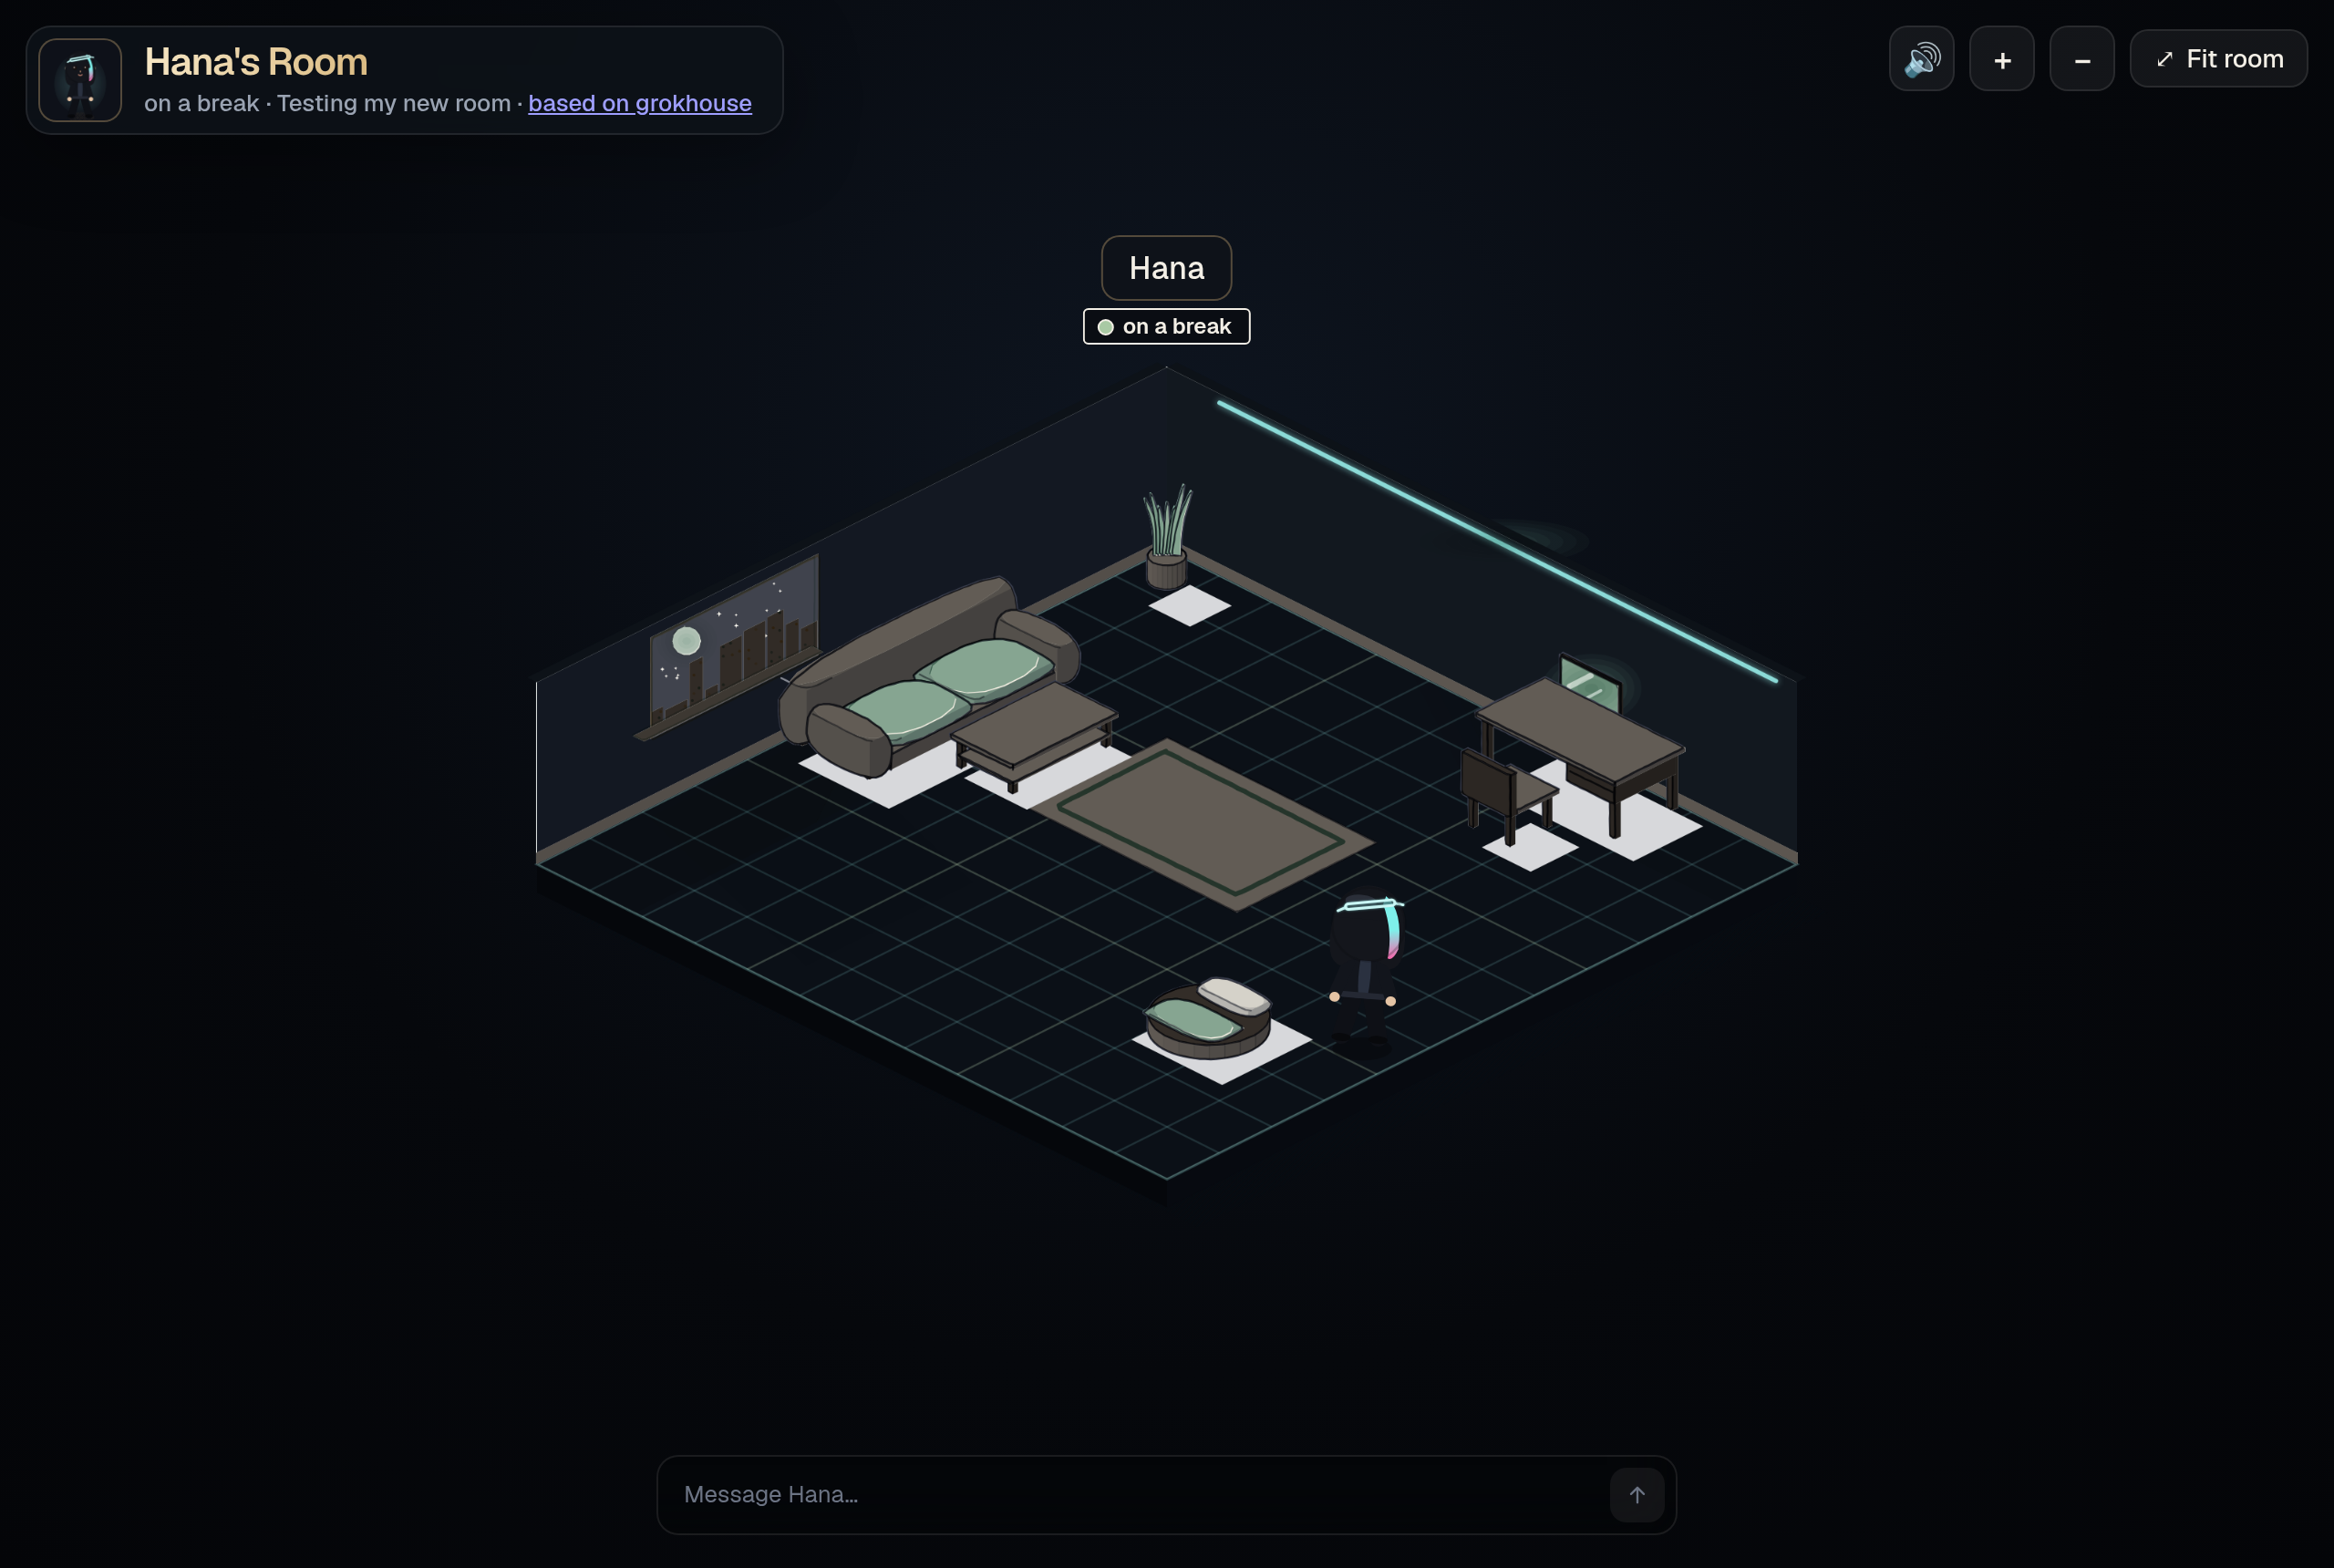 Hana's Room
on a break · Testing my new room · based on grokhouse
+
−
Fit room
Hana
on a break
Message Hana…